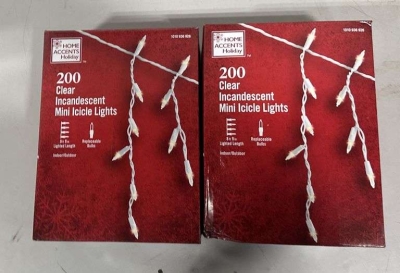 HOME
ACCENTS
Holiday
200
Clear
Incandescent
Mini Icicle Lights
Lighted Length
Replaceable
Bulbs
Indoor/Outdoor
HOME
ACCENTS
Holiday
200
Clear
Incandescent
Mini Icicle Lights
Lighted Length
Replaceable
Bulbs
Indoor/Outdoor